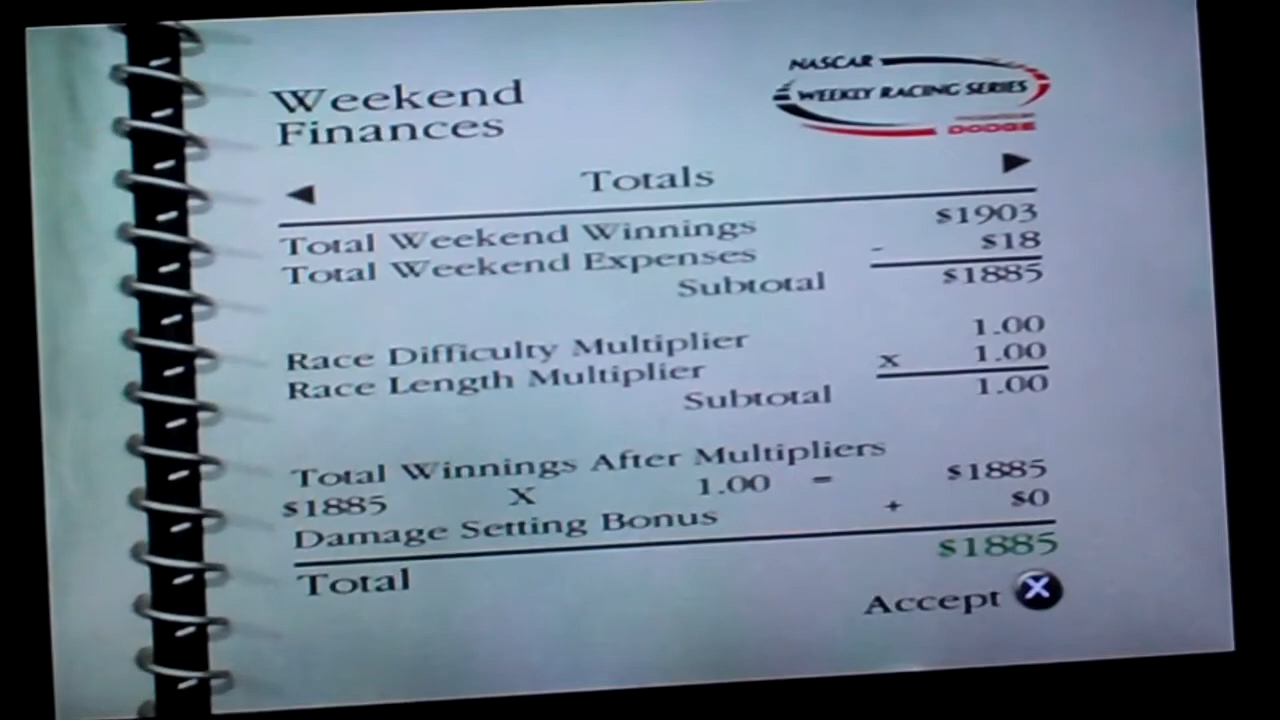 Weekend
Finances
NASCAR
WEEKLY RACING SERIES
DODGE
Totals
Total Weekend Winnings $1903
Total Weekend Expenses - $18
Subtotal $1885
Race Difficulty Multiplier 1.00
Race Length Multiplier x 1.00
Subtotal 1.00
Total Winnings After Multipliers
$1885 X 1.00 = $1885
Damage Setting Bonus + $0
Total $1885
Accept X